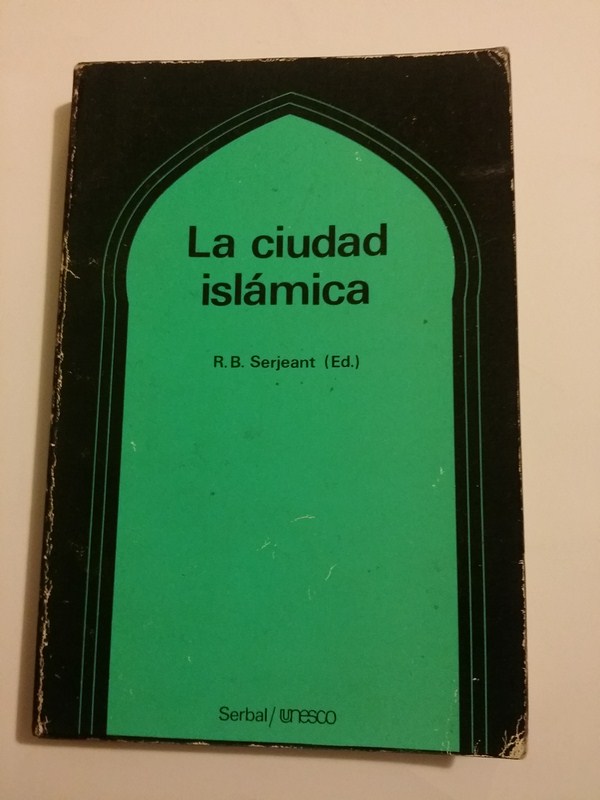 La ciudad
islámica
R. B. Serjeant (Ed.)
Serbal/unesco